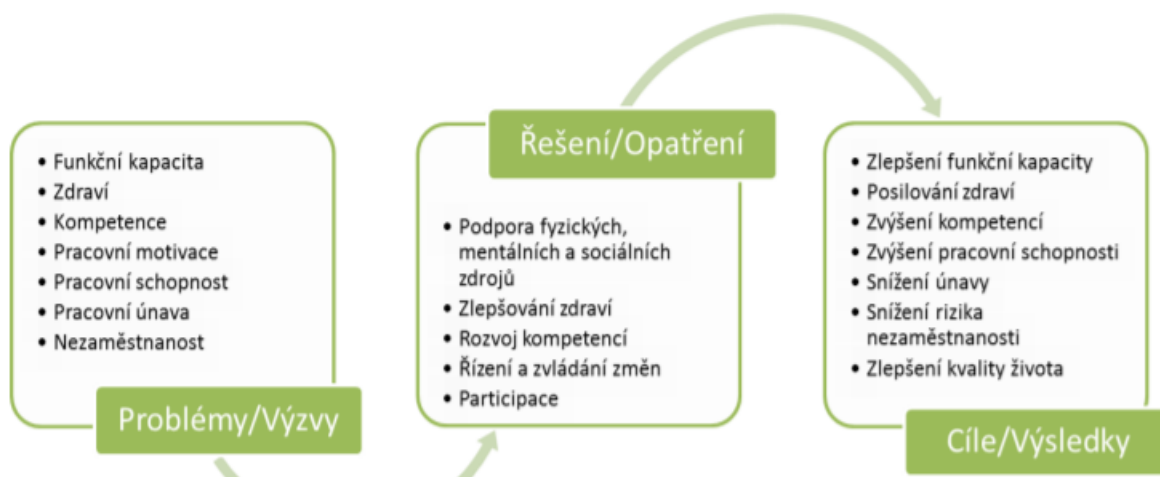 • Funkční kapacita
• Zdraví
• Kompetence
• Pracovní motivace
• Pracovní schopnost
• Pracovní únava
• Nezaměstnanost
Problémy/Výzvy
Řešení/Opatření
• Podpora fyzických,
mentálních a sociálních
zdrojů
• Zlepšování zdraví
• Rozvoj kompetencí
• Řízení a zvládání změn
• Participace
• Zlepšení funkční kapacity
• Posilování zdraví
• Zvýšení kompetencí
• Zvýšení pracovní schopnosti
• Snížení únavy
• Snížení rizika
nezaměstnanosti
• Zlepšení kvality života
Cíle/Výsledky